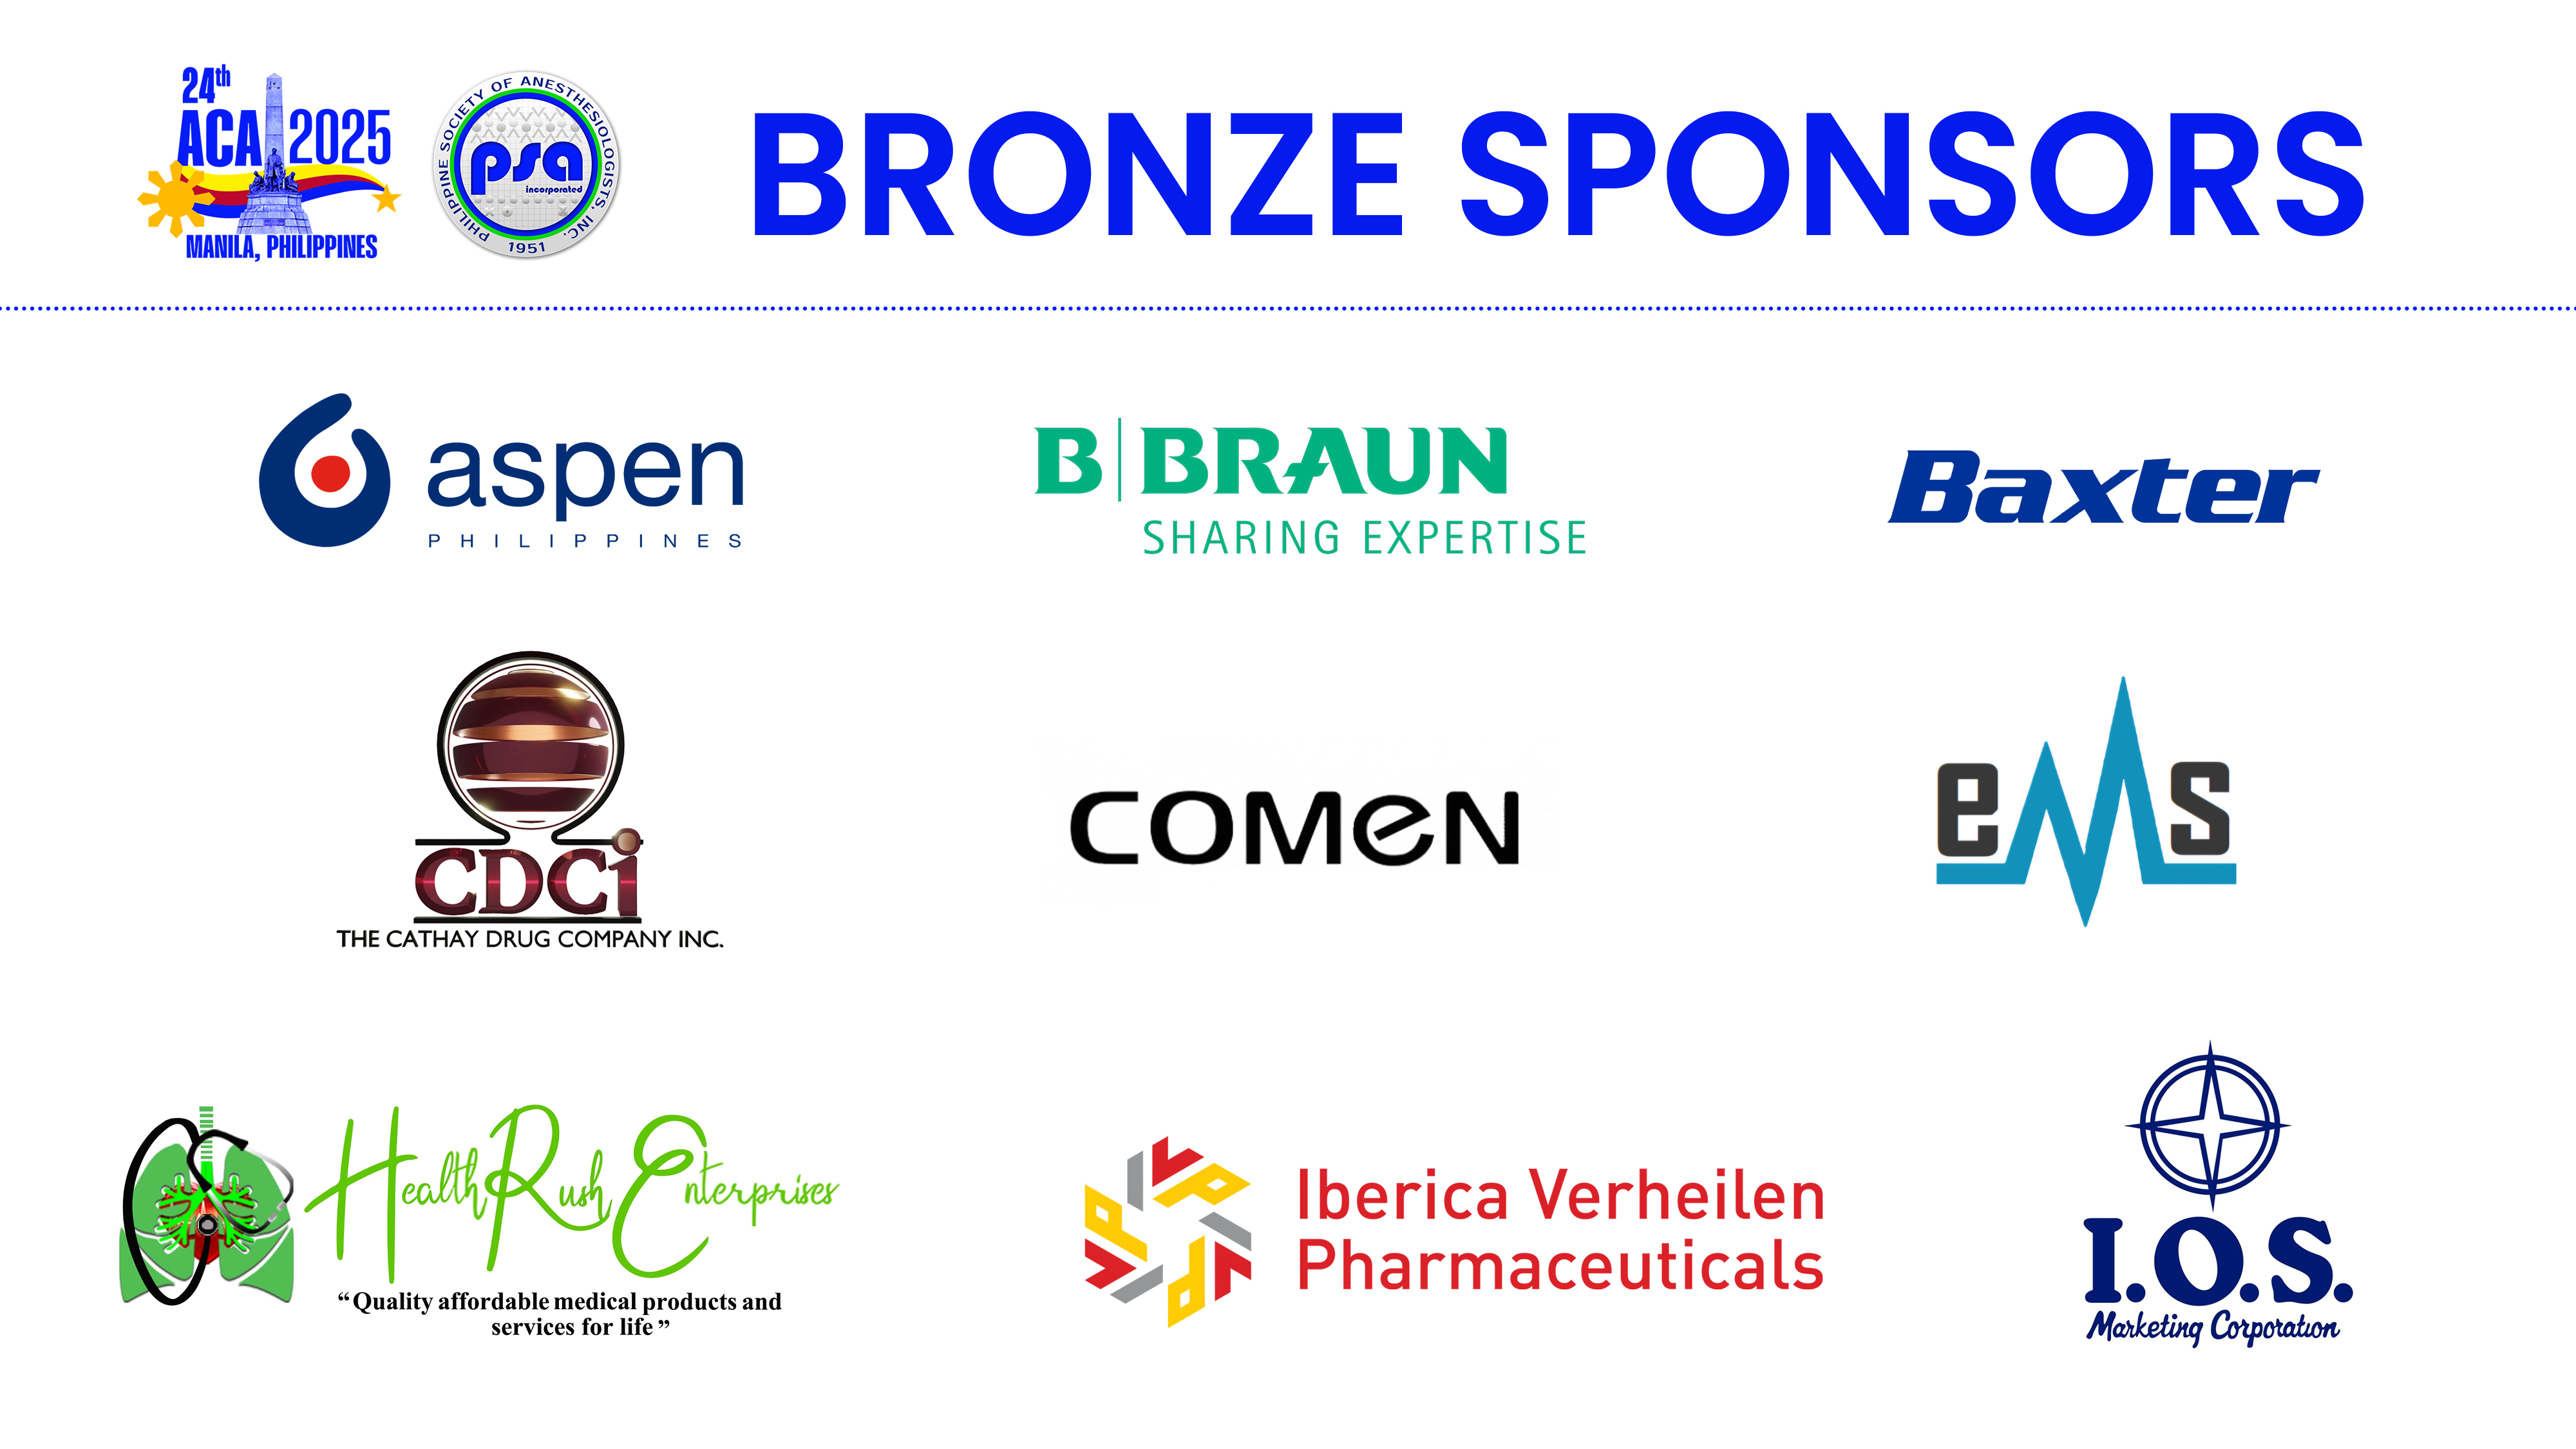 24th
ACA 2025
MANILA, PHILIPPINES
PHILIPPINE SOCIETY OF ANESTHESIOLOGISTS, INC.
psa
incorporated
1951
BRONZE SPONSORS
aspen
PHILIPPINES
B BRAUN
SHARING EXPERTISE
Baxter
CDCi
THE CATHAY DRUG COMPANY INC.
COMeN
eMs
Health Rush Enterprises
“Quality affordable medical products and
services for life”
Iberica Verheilen
Pharmaceuticals
I.O.S.
Marketing Corporation